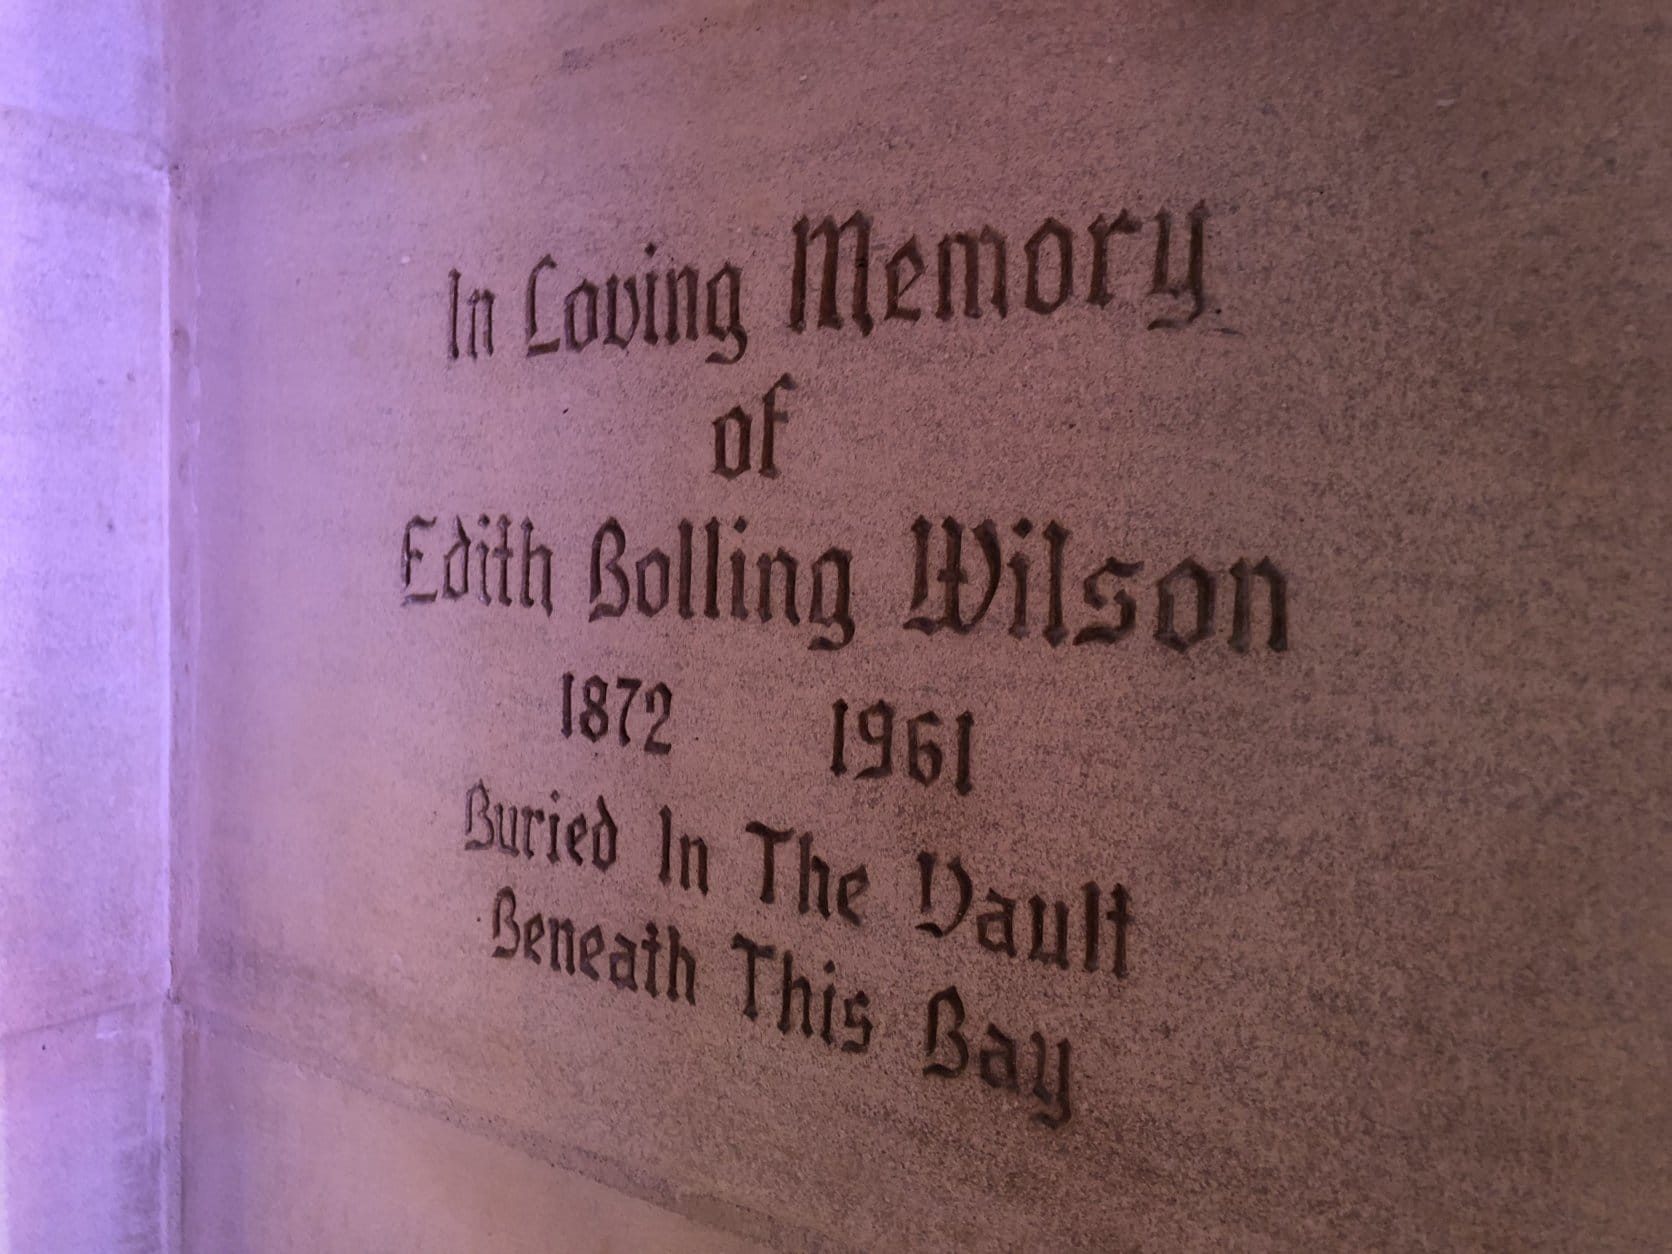 In Loving Memory
of
Edith Bolling Wilson
1872 1961
Buried In The Vault
Beneath This Bay